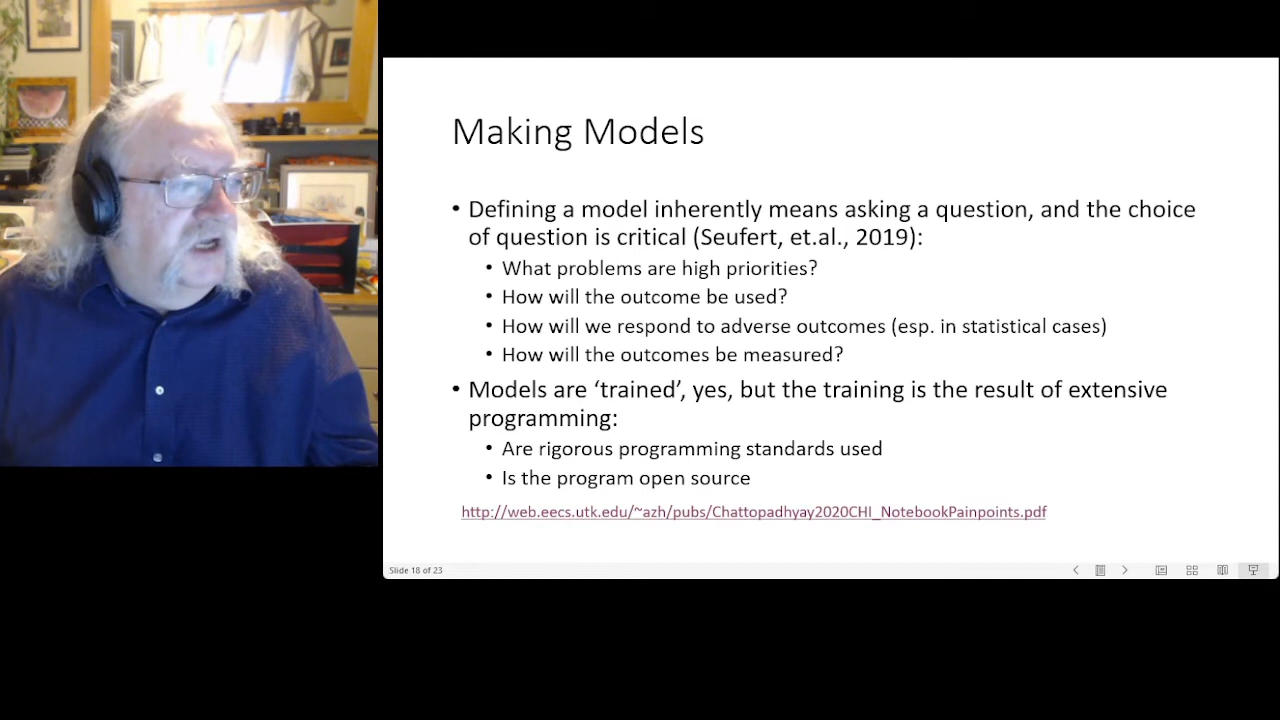 Making Models
• Defining a model inherently means asking a question, and the choice
of question is critical (Seufert, et.al., 2019):
• What problems are high priorities?
• How will the outcome be used?
• How will we respond to adverse outcomes (esp. in statistical cases)
• How will the outcomes be measured?
• Models are ‘trained’, yes, but the training is the result of extensive
programming:
• Are rigorous programming standards used
• Is the program open source
http://web.eecs.utk.edu/~azh/pubs/Chattopadhyay2020CHI_NotebookPainpoints.pdf
Slide 18 of 23